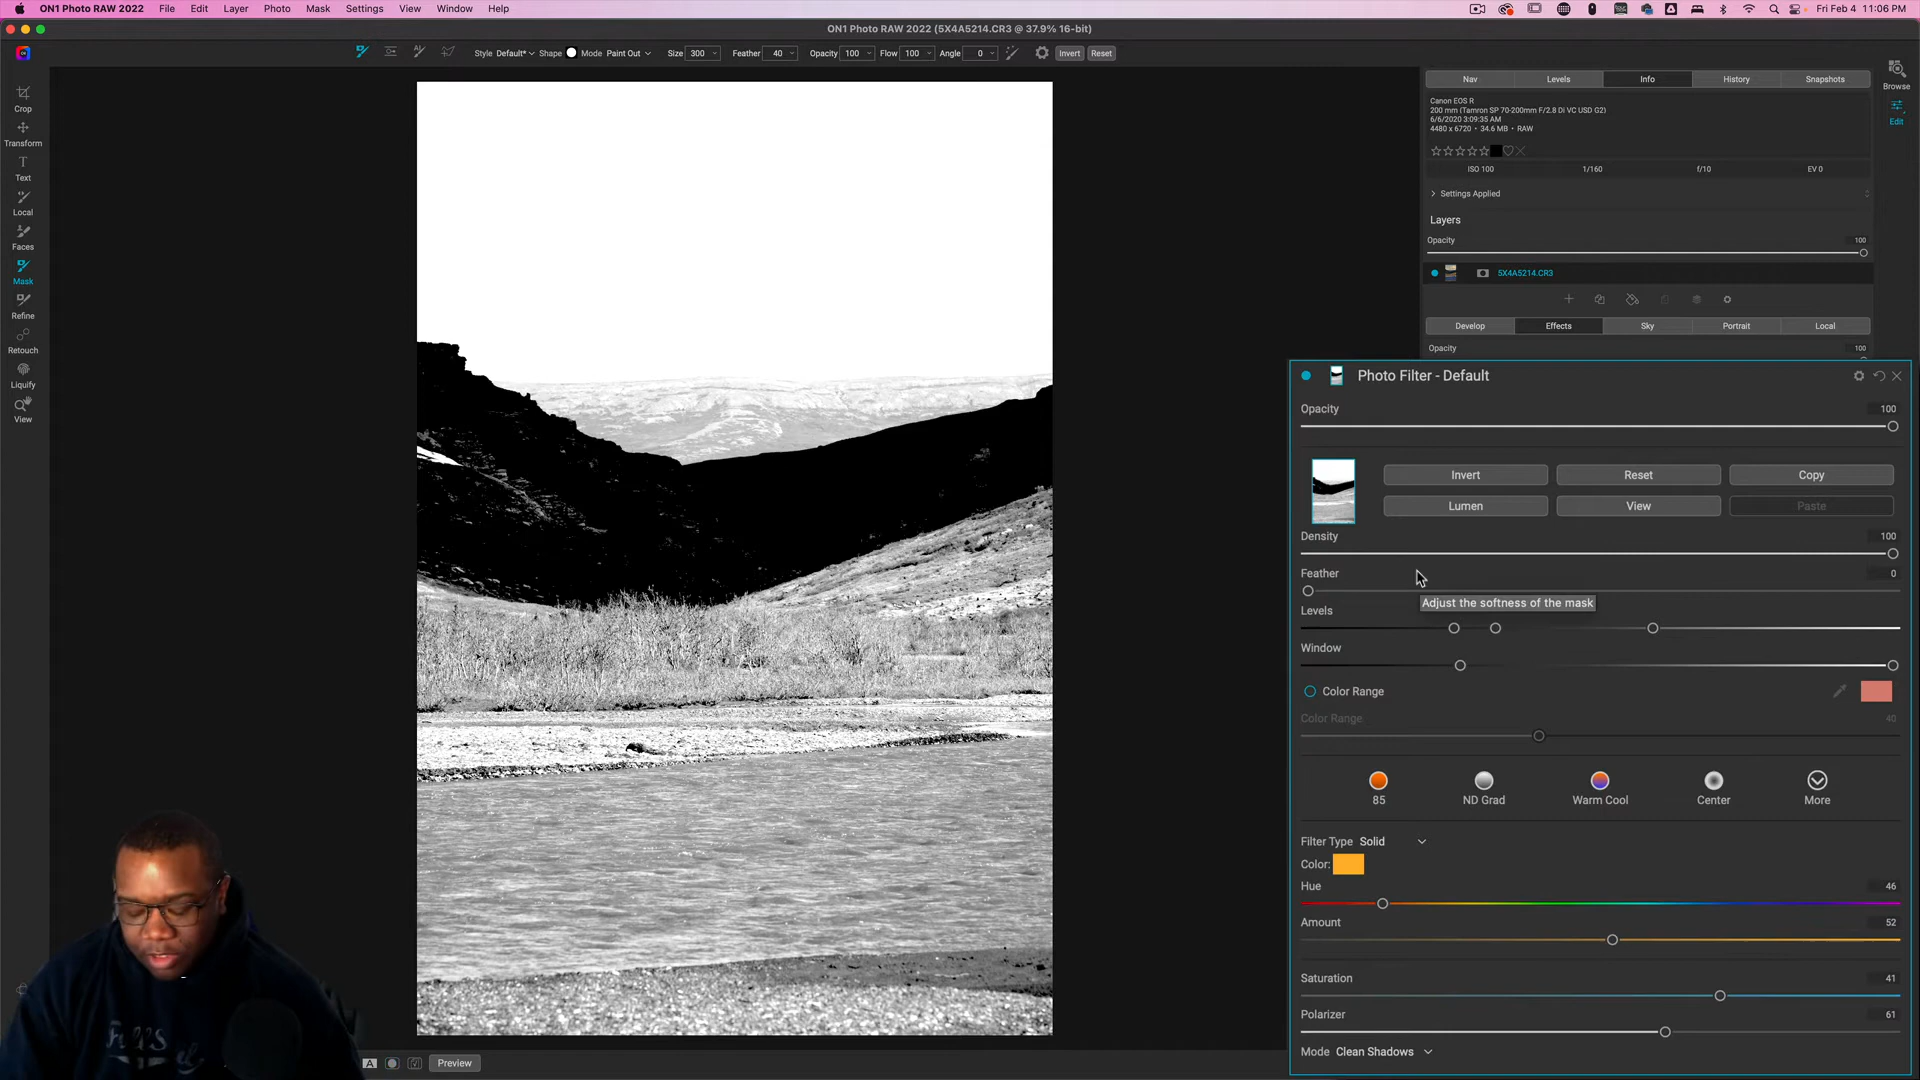 ON1 Photo RAW 2022 File Edit Layer Photo Mask Settings View Window Help Fri Feb 4 11:06 PM
ON1 Photo RAW 2022 (5X4A5214.CR3 @ 37.9% 16-bit)
Style Default* Shape Mode Paint Out Size 300 Feather 40 Opacity 100 Flow 100 Angle 0 Invert Reset
Nav Levels Info History Snapshots
Browse
Edit
Canon EOS R
200 mm (Tamron SP 70-200mm F/2.8 Di VC USD G2)
6/6/2020 3:09:35 AM
4480 x 6720 • 34.6 MB • RAW
ISO 100 1/160 f/10 EV 0
Settings Applied
Layers
Opacity 100
5X4A5214.CR3
Develop Effects Sky Portrait Local
Opacity 100
Crop
Transform
Text
Local
Faces
Mask
Refine
Retouch
Liquify
View
Photo Filter - Default
Opacity 100
Invert Reset Copy
Lumen View Paste
Density 100
Feather 0
Adjust the softness of the mask
Levels
Window
Color Range
Color Range 40
85 ND Grad Warm Cool Center More
Filter Type Solid
Color:
Hue 46
Amount 52
Saturation 41
Polarizer 61
Mode Clean Shadows
A Preview